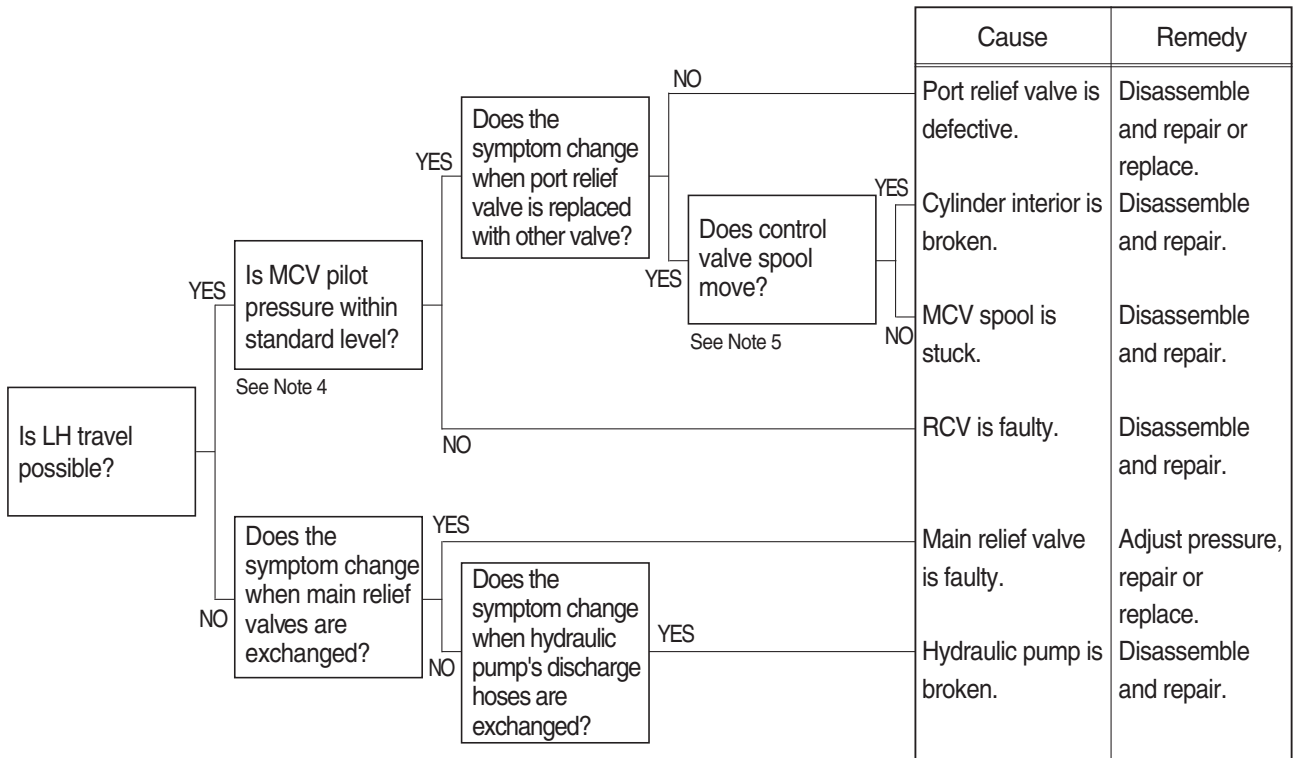 Is LH travel
possible?
YES
NO
Is MCV pilot
pressure within
standard level?
See Note 4
YES
NO
Does the
symptom change
when port relief
valve is replaced
with other valve?
NO
YES
Does control
valve spool
move?
See Note 5
YES
NO
Does the
symptom change
when main relief
valves are
exchanged?
YES
NO
Does the
symptom change
when hydraulic
pump's discharge
hoses are
exchanged?
YES
Cause
Remedy
Port relief valve is
defective.
Disassemble
and repair or
replace.
Cylinder interior is
broken.
Disassemble
and repair.
MCV spool is
stuck.
Disassemble
and repair.
RCV is faulty.
Disassemble
and repair.
Main relief valve
is faulty.
Adjust pressure,
repair or
replace.
Hydraulic pump is
broken.
Disassemble
and repair.